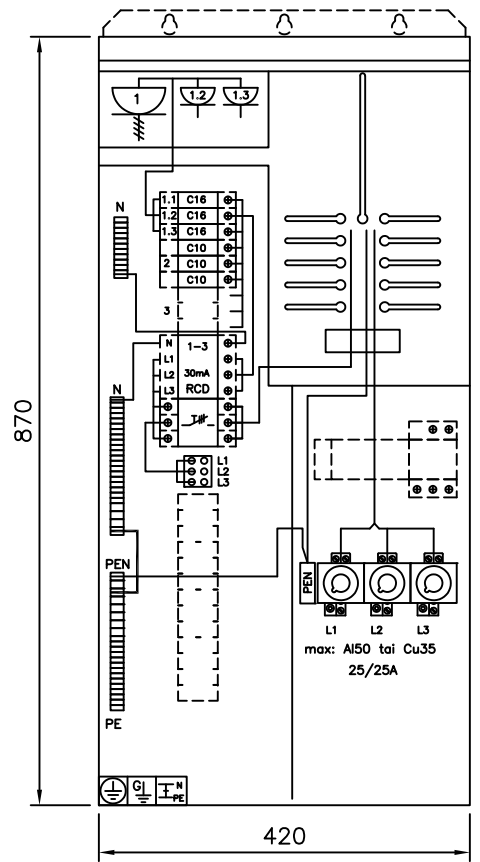 1
1.2
1.3
N
1.1 C16
1.2 C16
1.3 C16
C10
2 C10
C10
3
N 1-3
L1
L2 30mA
L3 RCD
N
L1
L2
L3
870
PEN
PEN
L1 L2 L3
max: Al50 tai Cu35
25/25A
PE
G
N
PE
420